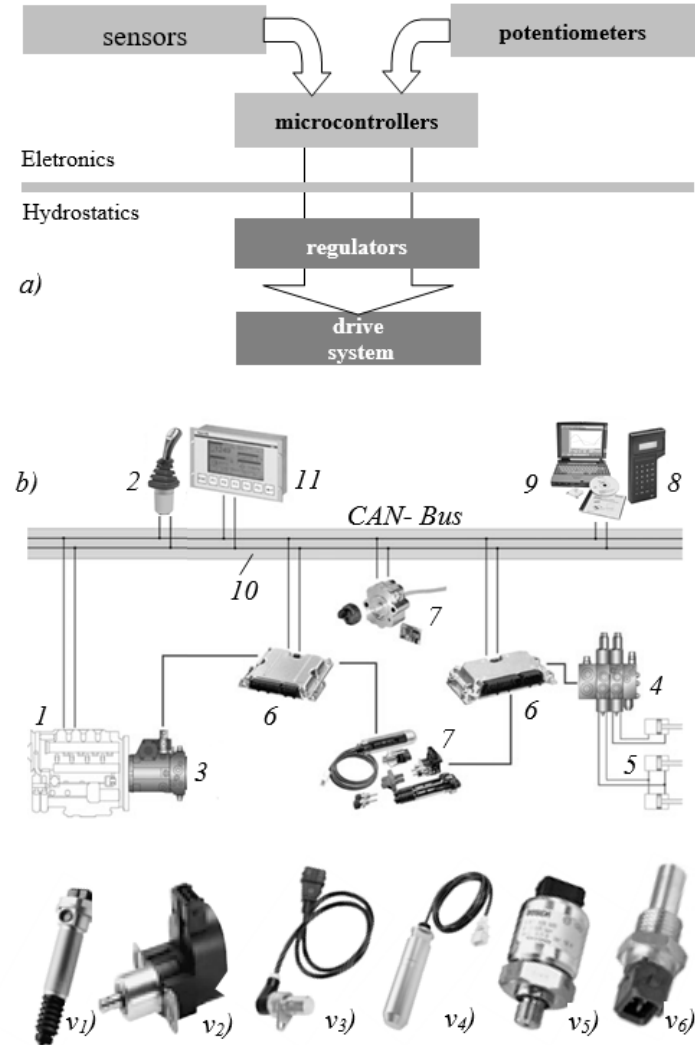 sensors
potentiometers
microcontrollers
Eletronics
Hydrostatics
regulators
a)
drive
system
b)
2
11
9
8
CAN- Bus
10
7
1
6
6
4
3
7
5
BOSCH
v1)
v2)
v3)
v4)
v5)
v6)